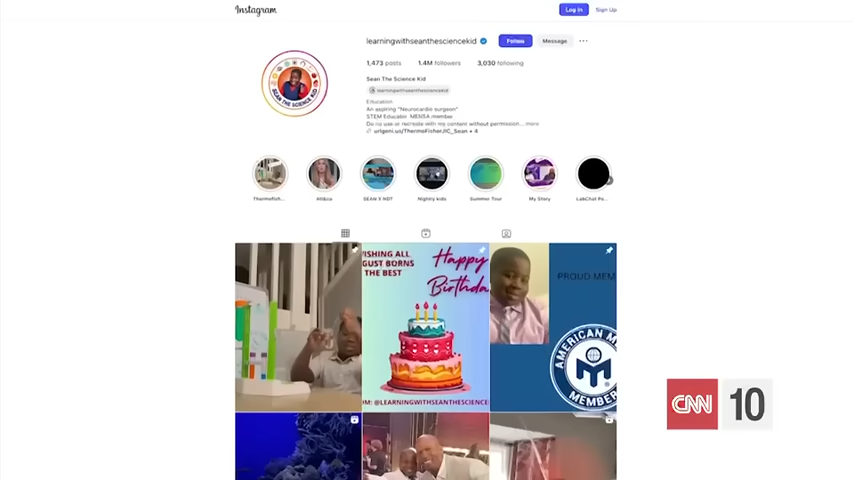 Instagram
Log In
Sign Up
learningwithseanthesciencekid
Follow
Message
1,473 posts
1.4M followers
3,030 following
Sean The Science Kid
learningwithseanthesciencekid
Education
An aspiring "Neurocardio surgeon"
STEM Educator MENSA member
Do no use or recreate with my content without permission... more
urlgeni.us/ThermoFisherJIC_Sean + 4
SEAN THE SCIENCE KID
Thermofish...
SEAN X NDT
Nightly kids
Summer Tour
My Story
LabChat Po...
ISHING ALL
GUST BORNS
THE BEST
Happy
Birthda
OM: @LEARNINGWITHSEANTHESCIENCE
PROUD MEM
AMERICAN M
MEMBER
CNN 10